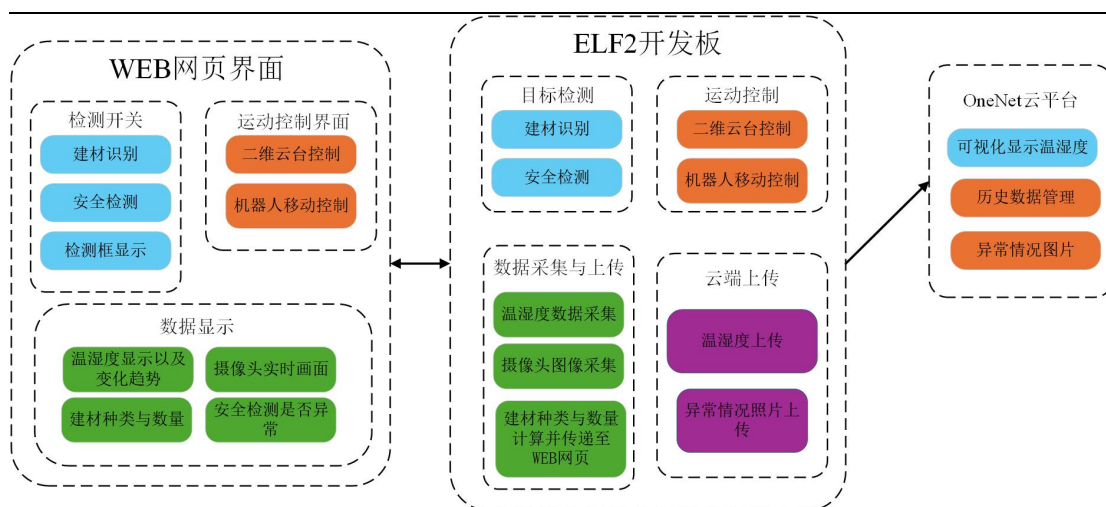 WEB网页界面
检测开关
建材识别
安全检测
检测框显示
运动控制界面
二维云台控制
机器人移动控制
数据显示
温湿度显示以及
变化趋势
摄像头实时画面
建材种类与数量
安全检测是否异
常
ELF2开发板
目标检测
建材识别
安全检测
运动控制
二维云台控制
机器人移动控制
数据采集与上传
温湿度数据采集
摄像头图像采集
建材种类与数量
计算并传递至
WEB网页
云端上传
温湿度上传
异常情况照片上
传
OneNet云平台
可视化显示温湿度
历史数据管理
异常情况图片